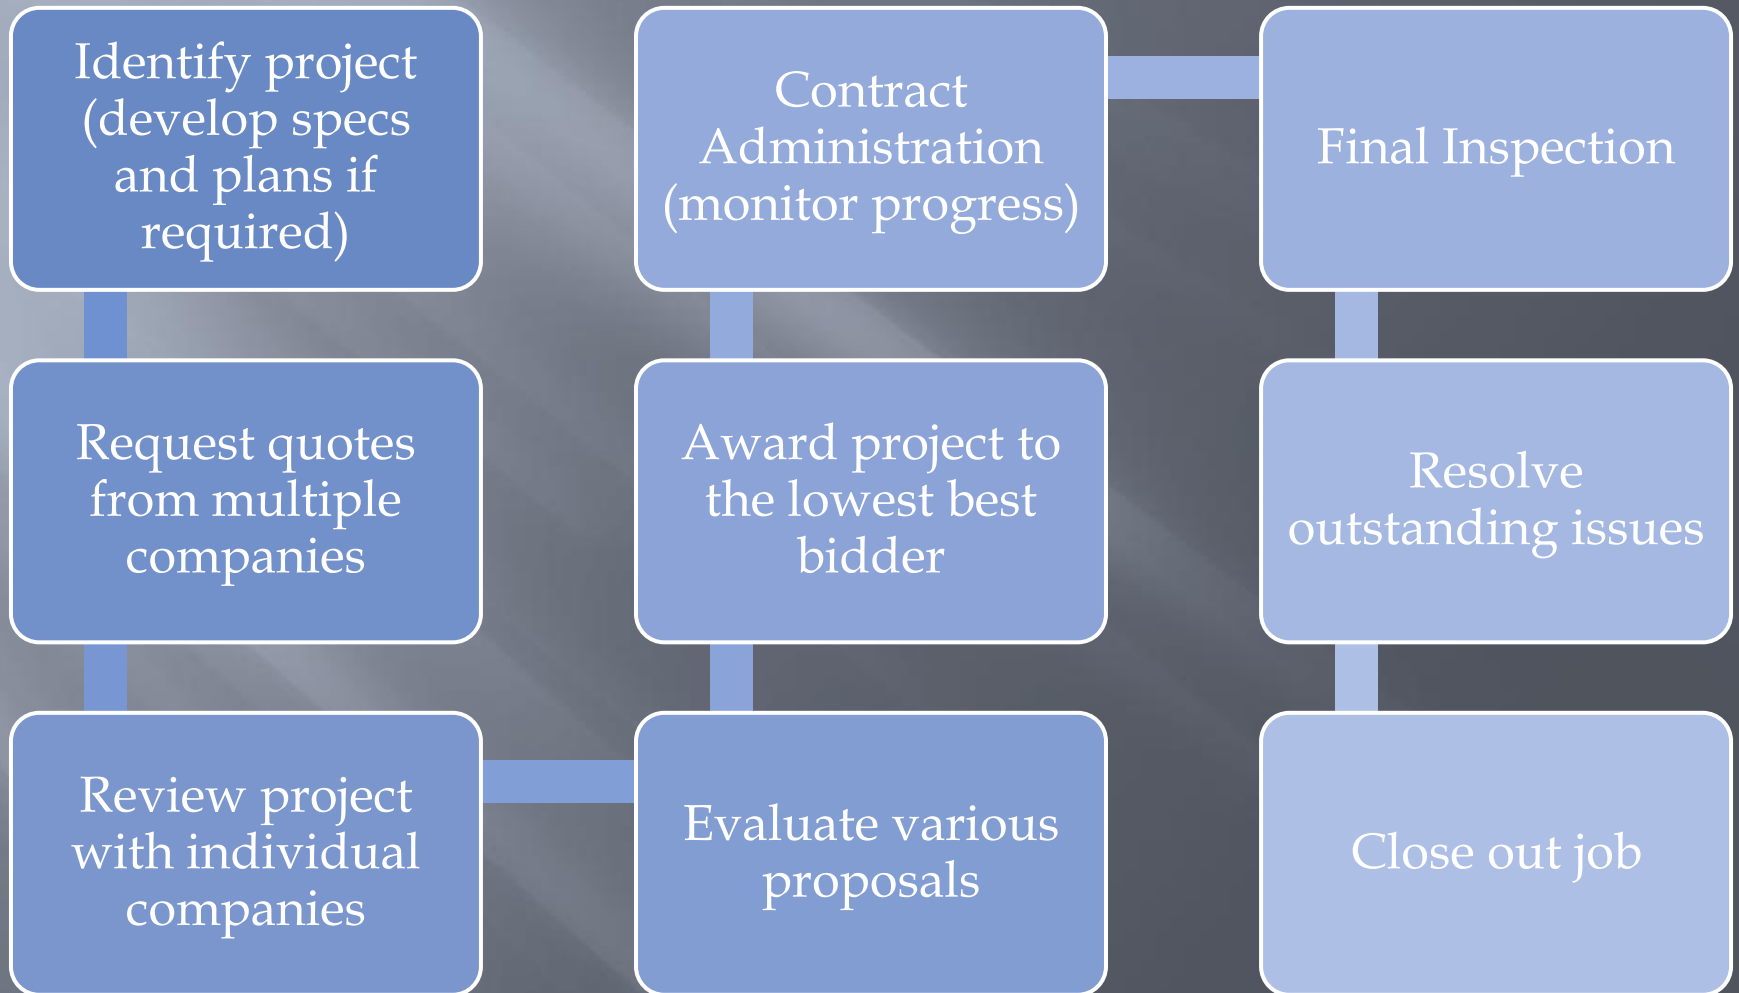 Identify project
(develop specs
and plans if
required)
Request quotes
from multiple
companies
Review project
with individual
companies
Evaluate various
proposals
Award project to
the lowest best
bidder
Contract
Administration
(monitor progress)
Final Inspection
Resolve
outstanding issues
Close out job